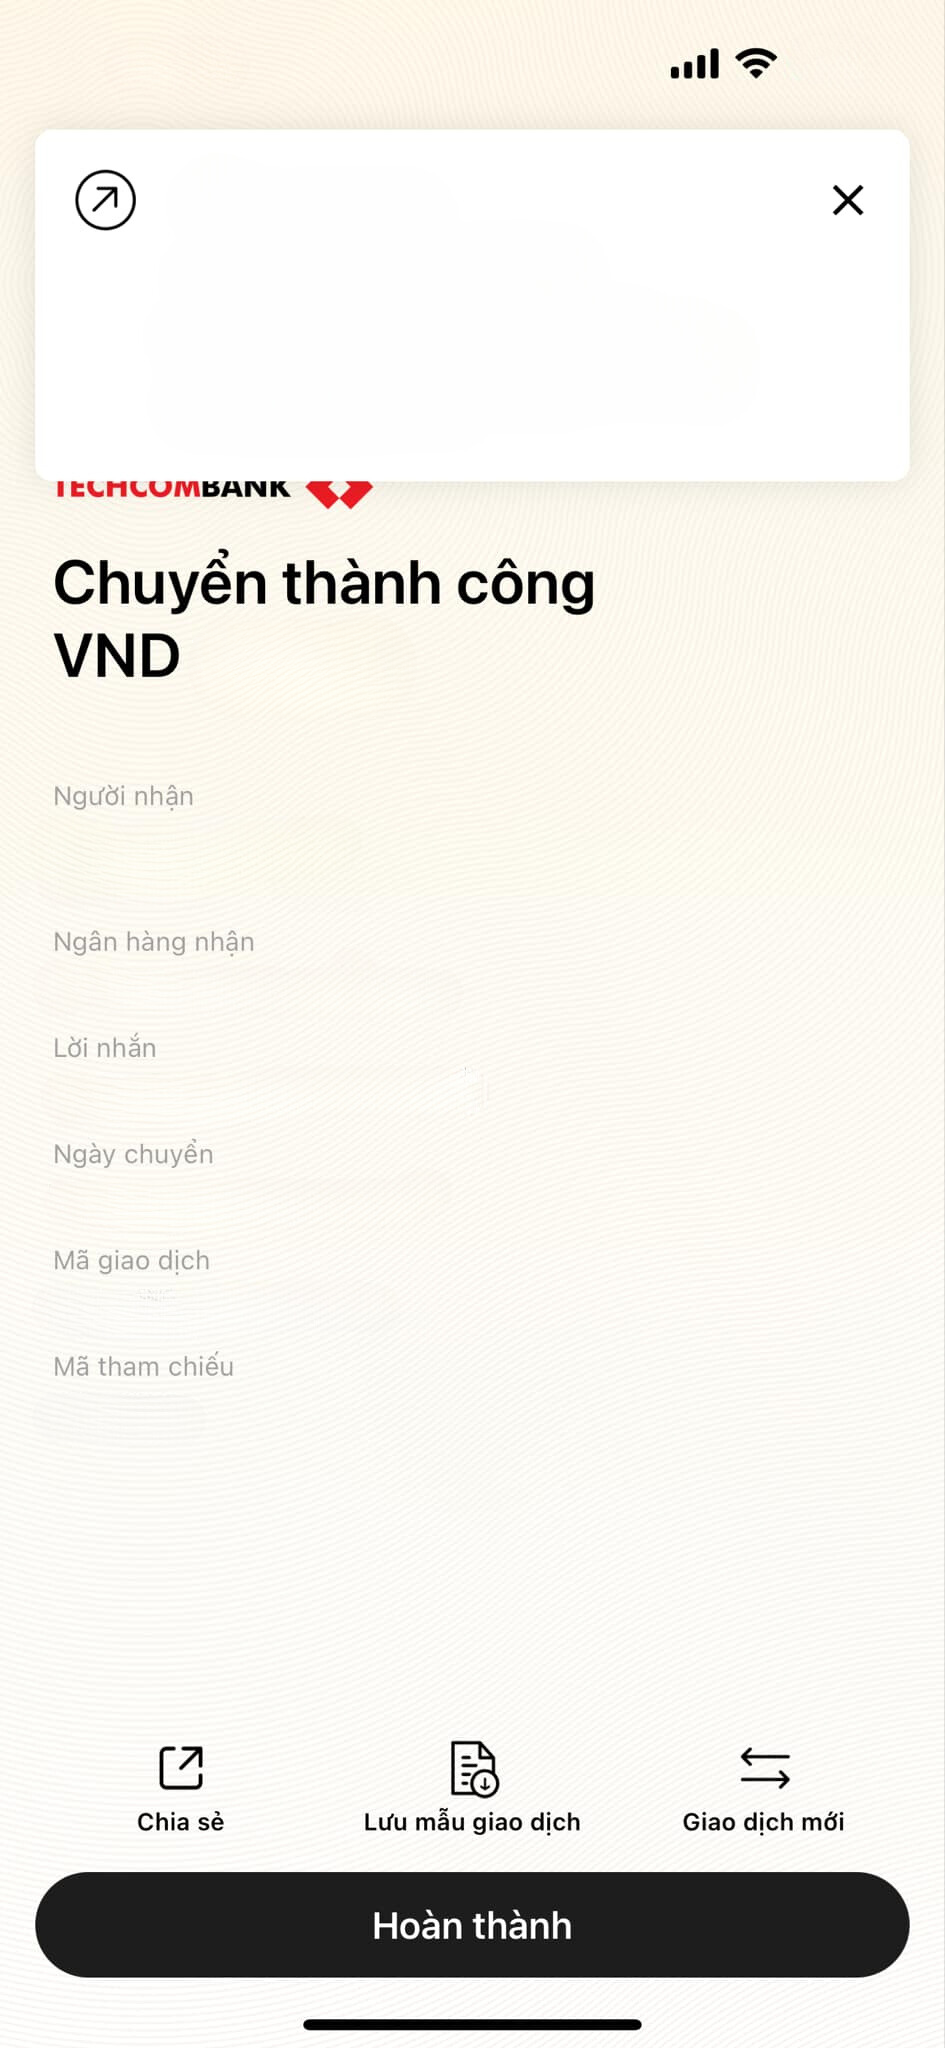 TECHCOMBANK
Chuyển thành công
VND
Người nhận
Ngân hàng nhận
Lời nhắn
Ngày chuyển
Mã giao dịch
Mã tham chiếu
Chia sẻ
Lưu mẫu giao dịch
Giao dịch mới
Hoàn thành